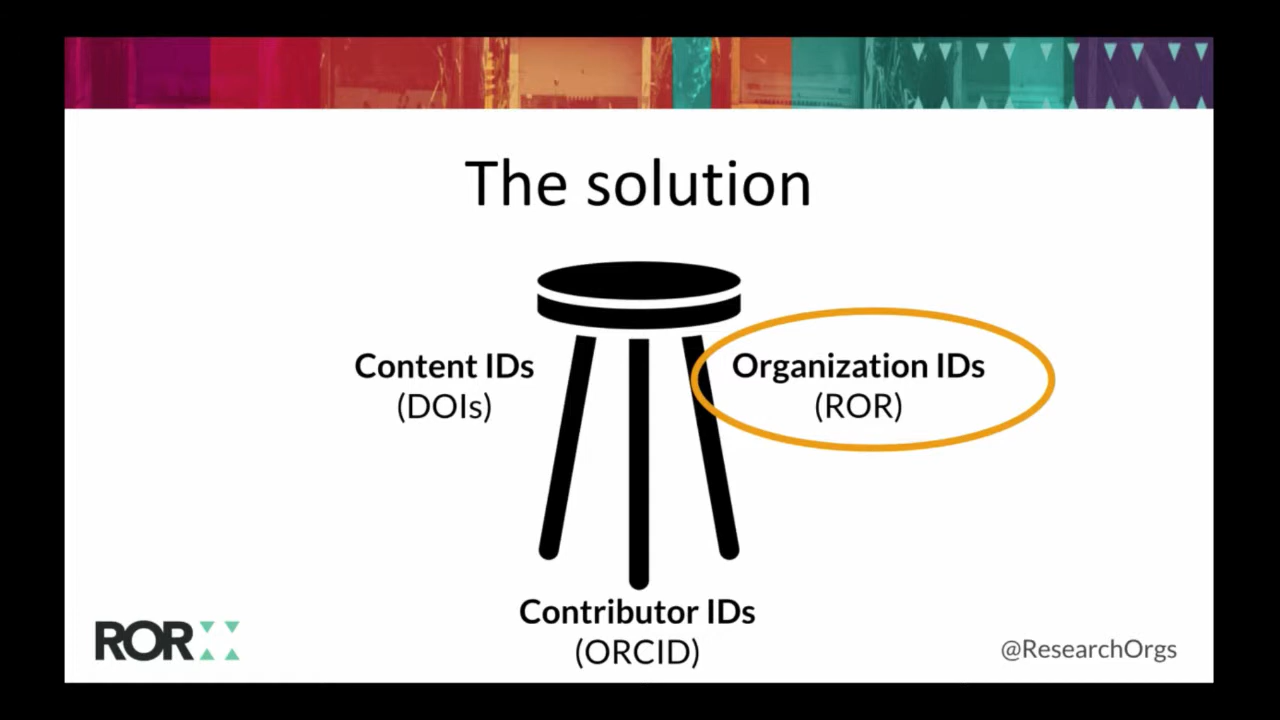 The solution
Content IDs
(DOIs)
Organization IDs
(ROR)
Contributor IDs
(ORCID)
ROR
@ResearchOrgs